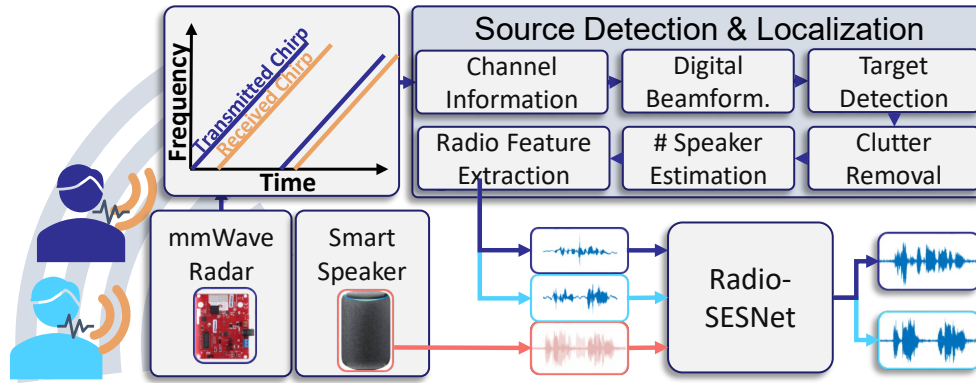 Source Detection & Localization
Frequency
Transmitted Chirp
Received Chirp
Time
Channel
Information
Digital
Beamform.
Target
Detection
Radio Feature
Extraction
# Speaker
Estimation
Clutter
Removal
mmWave
Radar
Smart
Speaker
Radio-
SESNet